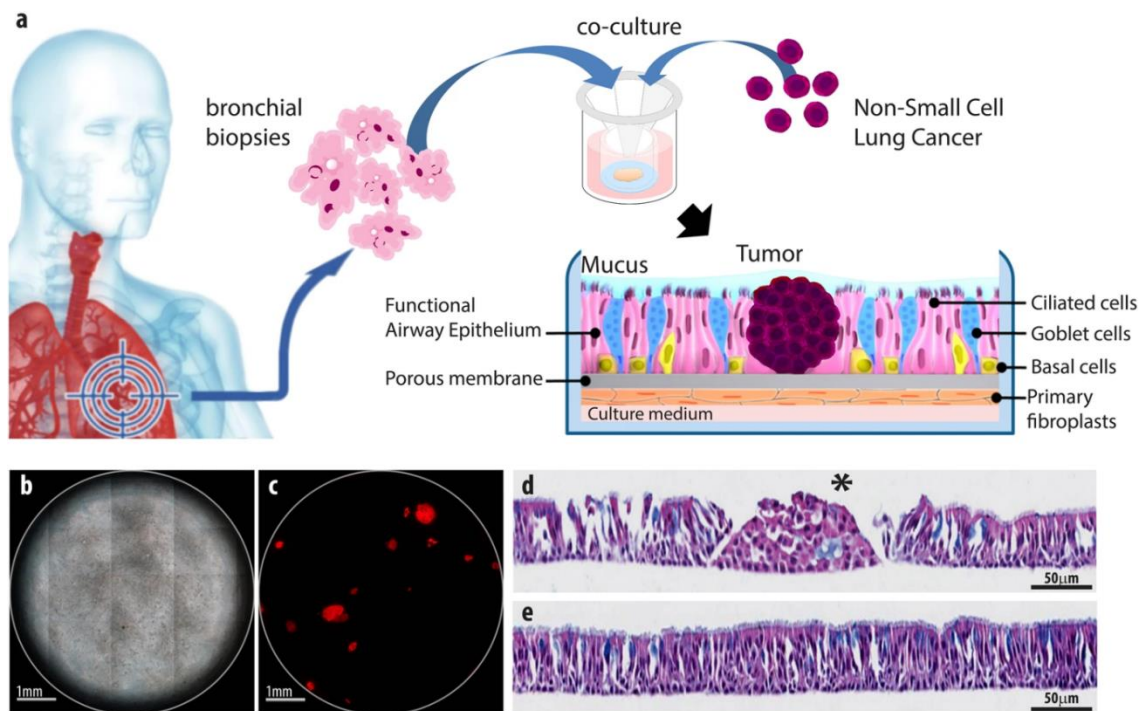 a
co-culture
bronchial
biopsies
Non-Small Cell
Lung Cancer
Mucus
Tumor
Functional
Airway Epithelium
Porous membrane
Culture medium
Ciliated cells
Goblet cells
Basal cells
Primary
fibroplasts
b
1mm
c
1mm
d
*
50µm
e
50µm